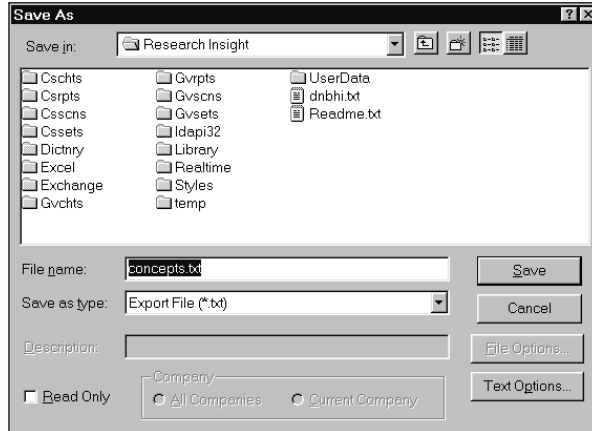 Save As
Save in: Research Insight
Cschts Gvrpts UserData
Csrpts Gvscns dnbhi.txt
Csscns Gvsets Readme.txt
Cssets Idapi32
Dictnry Library
Excel Realtime
Exchange Styles
Gvchts temp
File name: concepts.txt Save
Save as type: Export File (*.txt) Cancel
Description: File Options...
Company
Read Only All Companies Current Company Text Options...